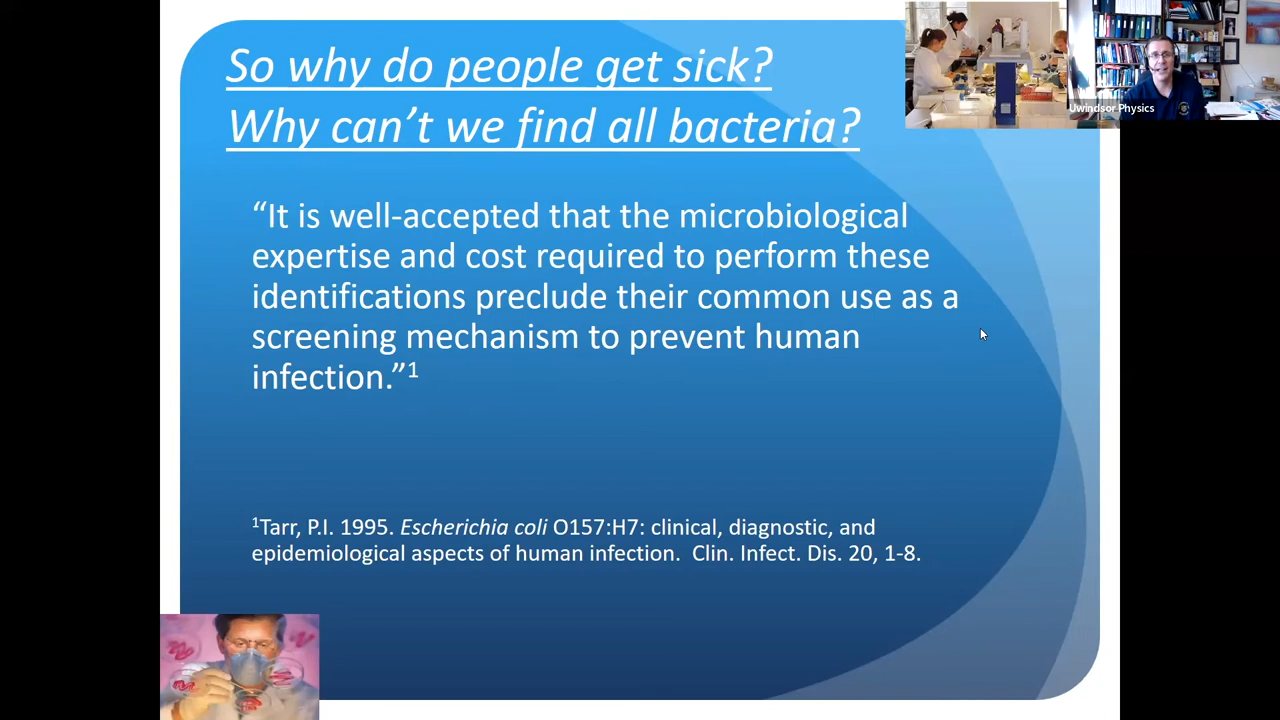 So why do people get sick?
Why can’t we find all bacteria?
Uwindsor Physics
“It is well-accepted that the microbiological
expertise and cost required to perform these
identifications preclude their common use as a
screening mechanism to prevent human
infection.”1
1Tarr, P.I. 1995. Escherichia coli O157:H7: clinical, diagnostic, and
epidemiological aspects of human infection.  Clin. Infect. Dis. 20, 1-8.